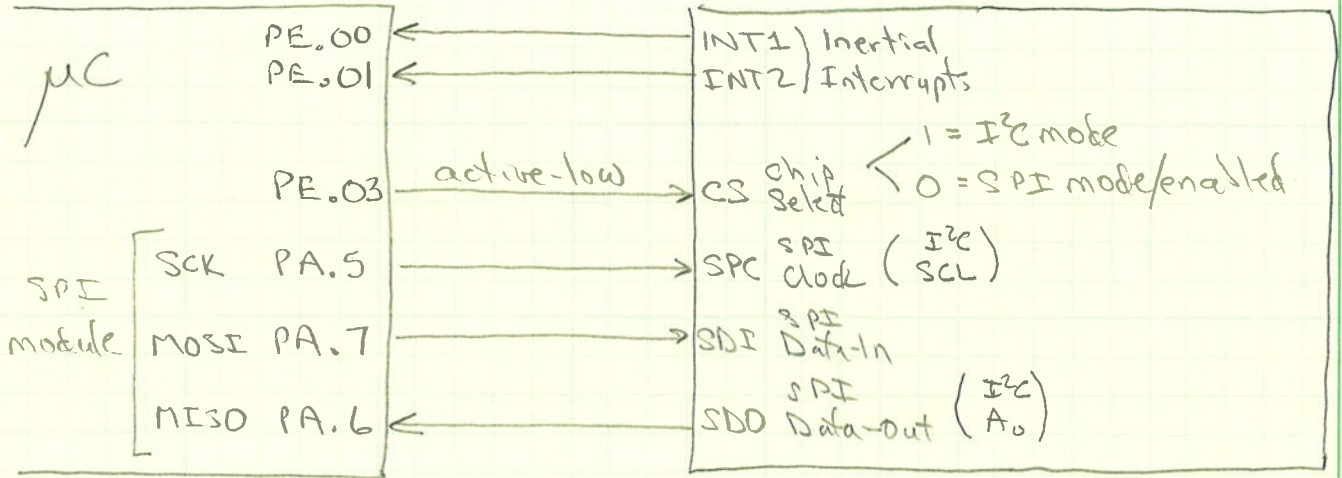 μC
PE.00
PE.01
PE.03
SPI
module
SCK PA.5
MOSI PA.7
MISO PA.6
active-low
INT1) Inertial
INT2) Interrupts
CS Chip
Select
1 = I²C mode
0 = SPI mode/enabled
SPC SPI
Clock (I²C
SCL)
SDI SPI
Data-In
SDO SPI
Data-Out (I²C
A₀)